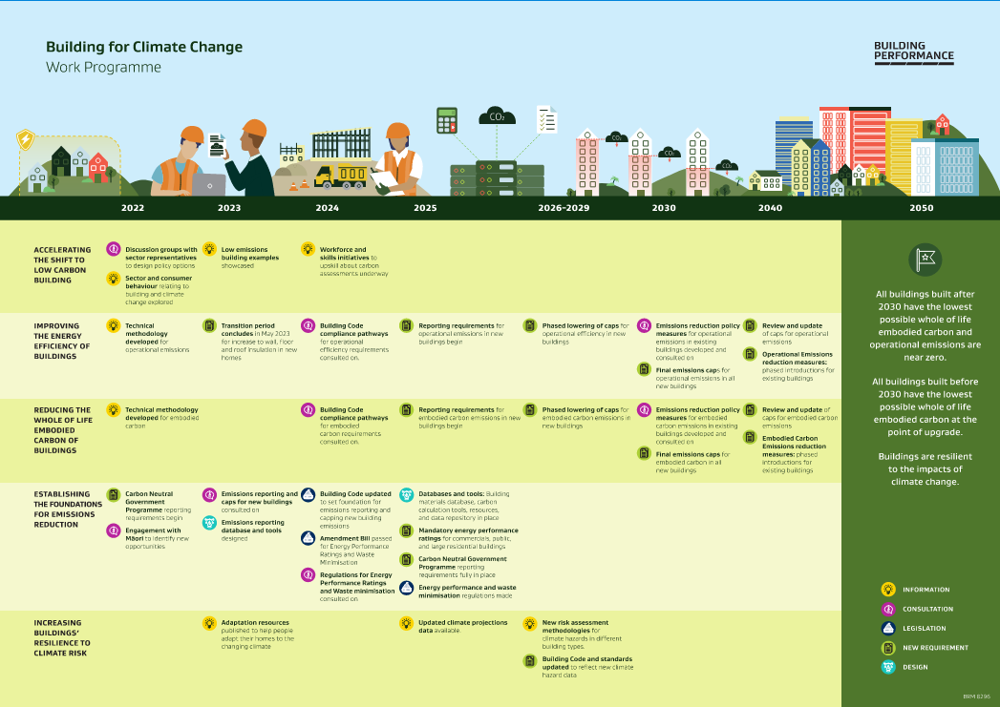 Building for Climate Change
Work Programme
BUILDING
PERFORMANCE
CO₂
CO₂
CO₂
CO₂
2022
2023
2024
2025
2026-2029
2030
2040
2050
ACCELERATING
THE SHIFT TO
LOW CARBON
BUILDING
Discussion groups with
sector representatives
to design policy options
Sector and consumer
behaviour relating to
building and climate
change explored
Low emissions
building examples
showcased
Workforce and
skills initiatives to
upskill about carbon
assessments underway
IMPROVING
THE ENERGY
EFFICIENCY OF
BUILDINGS
Technical
methodology
developed for
operational emissions
Transition period
concludes in May 2023
for increase to wall, floor
and roof insulation in new
homes
Building Code
compliance pathways
for operational
efficiency requirements
consulted on.
Reporting requirements for
operational emissions in new
buildings begin
Phased lowering of caps for
operational efficiency in new
buildings
Emissions reduction policy
measures for operational
emissions in existing
buildings developed and
consulted on
Final emissions caps for
operational emissions in all
new buildings
Review and update
of caps for operational
emissions
Operational Emissions
reduction measures:
phased introductions for
existing buildings
REDUCING THE
WHOLE OF LIFE
EMBODIED
CARBON OF
BUILDINGS
Technical methodology
developed for embodied
carbon
Building Code
compliance pathways
for embodied
carbon requirements
consulted on.
Reporting requirements for
embodied carbon emissions in new
buildings begin
Phased lowering of caps for
embodied carbon emissions in
new buildings
Emissions reduction policy
measures for embodied
carbon emissions in existing
buildings developed and
consulted on
Final emissions caps for
embodied carbon in all
new buildings
Review and update of
caps for embodied carbon
emissions
Embodied Carbon
Emissions reduction
measures: phased
introductions for
existing buildings
ESTABLISHING
THE FOUNDATIONS
FOR EMISSIONS
REDUCTION
Carbon Neutral
Government
Programme reporting
requirements begin
Engagement with
Māori to identify new
opportunities
Emissions reporting and
caps for new buildings
consulted on
Emissions reporting
database and tools
designed
Building Code updated
to set foundation for
emissions reporting and
capping new building
emissions
Amendment Bill passed
for Energy Performance
Ratings and Waste
Minimisation
Regulations for Energy
Performance Ratings
and Waste minimisation
consulted on
Databases and tools: Building
materials database, carbon
calculation tools, resources,
and data repository in place
Mandatory energy performance
ratings for commercials, public,
and large residential buildings
Carbon Neutral Government
Programme reporting
requirements fully in place
Energy performance and waste
minimisation regulations made
INCREASING
BUILDINGS'
RESILIENCE TO
CLIMATE RISK
Adaptation resources
published to help people
adapt their homes to the
changing climate
Updated climate projections
data available.
New risk assessment
methodologies for
climate hazards in different
building types.
Building Code and standards
updated to reflect new climate
hazard data
All buildings built after
2030 have the lowest
possible whole of life
embodied carbon and
operational emissions are
near zero.
All buildings built before
2030 have the lowest
possible whole of life
embodied carbon at the
point of upgrade.
Buildings are resilient
to the impacts of
climate change.
INFORMATION
CONSULTATION
LEGISLATION
NEW REQUIREMENT
DESIGN
BRM 8295